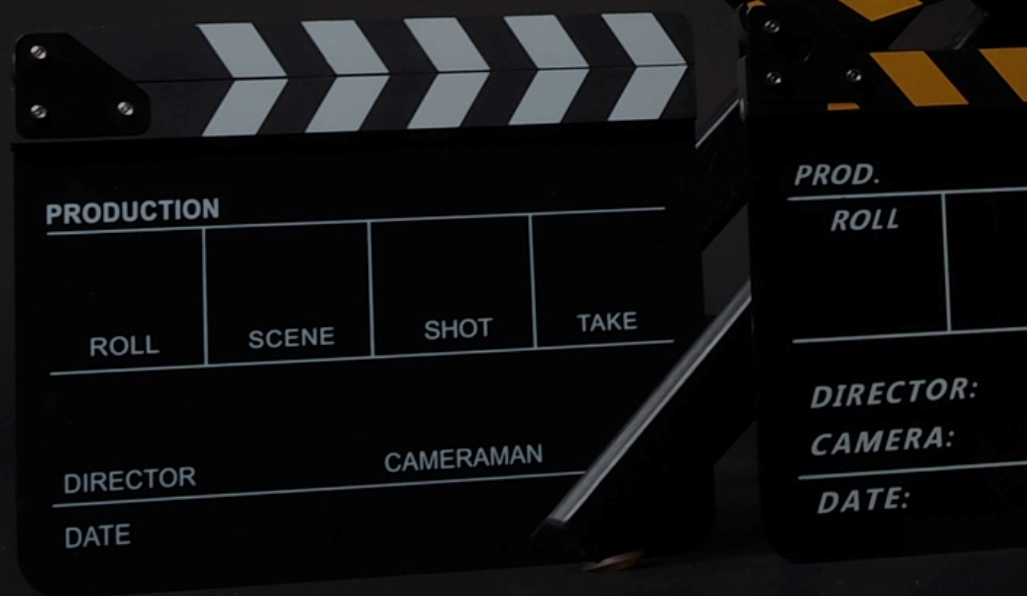 PRODUCTION
ROLL SCENE SHOT TAKE
DIRECTOR CAMERAMAN
DATE
PROD.
ROLL
DIRECTOR:
CAMERA:
DATE: